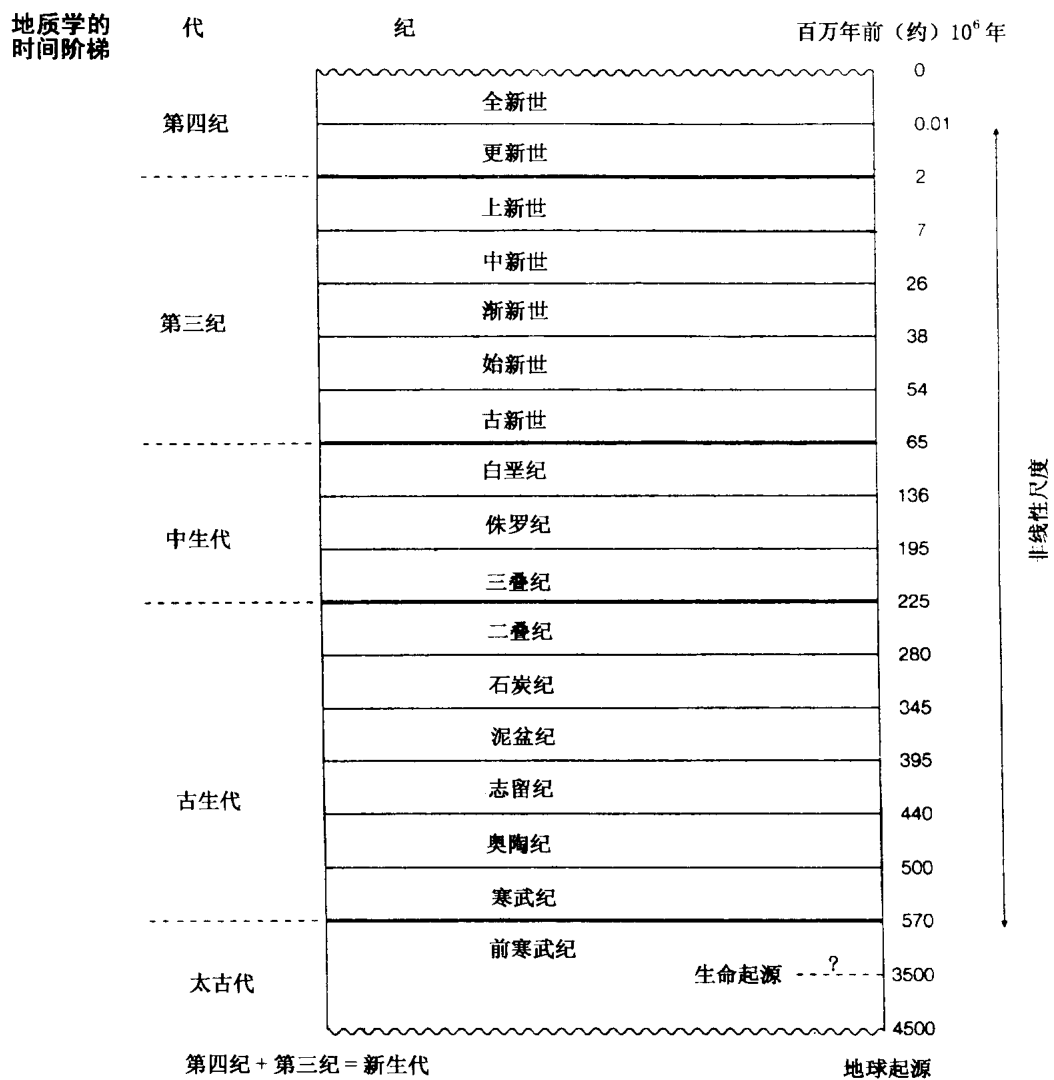 地质学的
时间阶梯
代 纪 百万年前（约）10⁶ 年
0
全新世
第四纪 0.01
更新世
2
上新世
7
中新世
26
第三纪 渐新世
38
始新世
54
古新世
65
白垩纪
136
中生代 侏罗纪
195
三叠纪
225
二叠纪
280
石炭纪
345
泥盆纪
395
古生代 志留纪
440
奥陶纪
500
寒武纪
570
前寒武纪
太古代 生命起源 ? 3500
4500
第四纪 + 第三纪 = 新生代 地球起源
非线性尺度